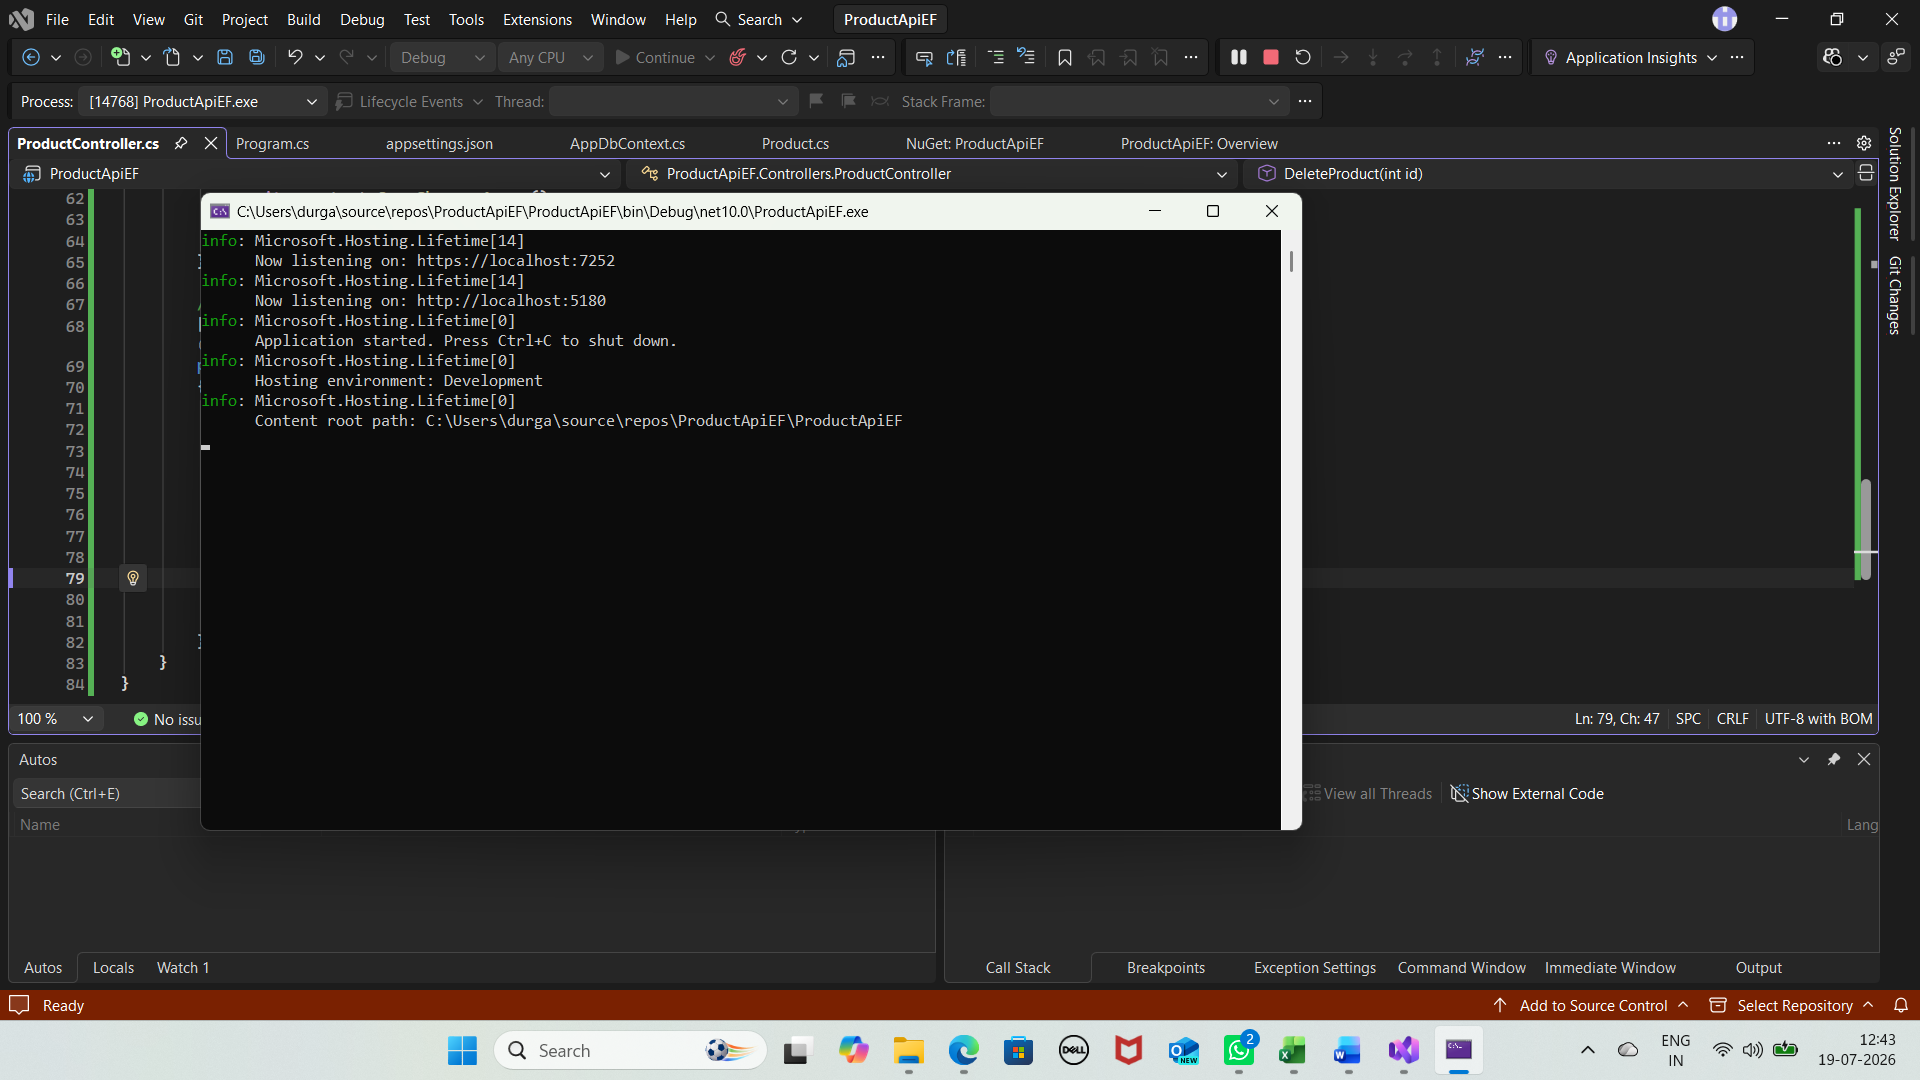 File Edit View Git Project Build Debug Test Tools Extensions Window Help Search ProductApiEF
Debug Any CPU Continue Application Insights
Process: [14768] ProductApiEF.exe Lifecycle Events Thread: Stack Frame:
ProductController.cs Program.cs appsettings.json AppDbContext.cs Product.cs NuGet: ProductApiEF ProductApiEF: Overview
ProductApiEF ProductApiEF.Controllers.ProductController DeleteProduct(int id)
Solution Explorer
Git Changes
62
63
64
65
66
67
68
69
70
71
72
73
74
75
76
77
78
79
80
81
82
83 }
84 }
C:\Users\durga\source\repos\ProductApiEF\ProductApiEF\bin\Debug\net10.0\ProductApiEF.exe
info: Microsoft.Hosting.Lifetime[14]
Now listening on: https://localhost:7252
info: Microsoft.Hosting.Lifetime[14]
Now listening on: http://localhost:5180
info: Microsoft.Hosting.Lifetime[0]
Application started. Press Ctrl+C to shut down.
info: Microsoft.Hosting.Lifetime[0]
Hosting environment: Development
info: Microsoft.Hosting.Lifetime[0]
Content root path: C:\Users\durga\source\repos\ProductApiEF\ProductApiEF
100 % No issu Ln: 79, Ch: 47 SPC CRLF UTF-8 with BOM
Autos
Search (Ctrl+E) View all Threads Show External Code
Name Lang
Autos Locals Watch 1 Call Stack Breakpoints Exception Settings Command Window Immediate Window Output
Ready Add to Source Control Select Repository
Search DELL NEW 2 ENG IN 12:43
19-07-2026